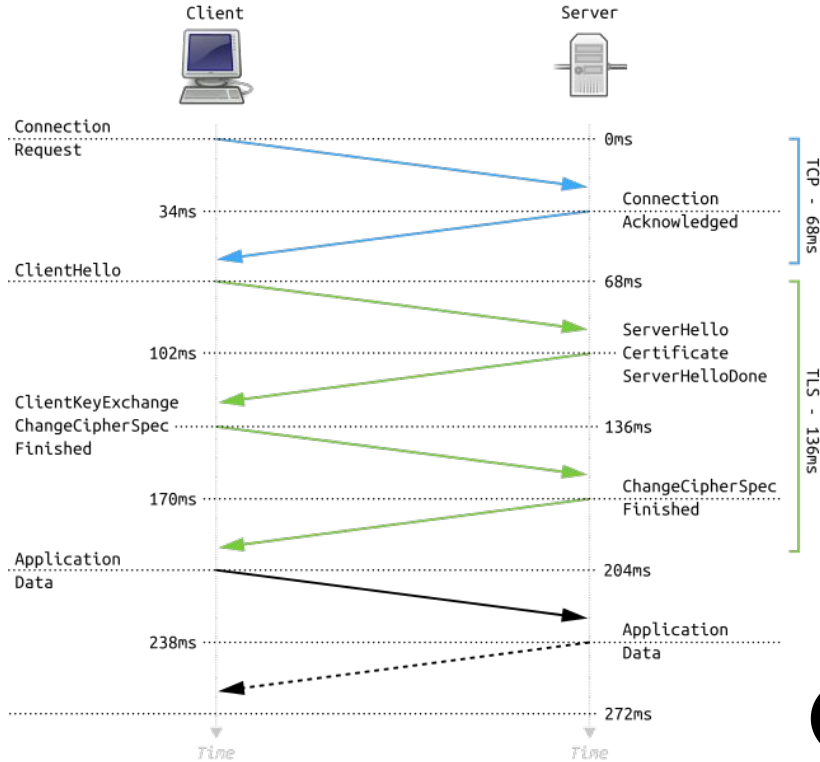 Client
Server
Connection
Request
0ms
34ms
Connection
Acknowledged
TCP - 68ms
ClientHello
68ms
102ms
ServerHello
Certificate
ServerHelloDone
ClientKeyExchange
ChangeCipherSpec
Finished
136ms
TLS - 136ms
170ms
ChangeCipherSpec
Finished
Application
Data
204ms
238ms
Application
Data
272ms
Time
Time